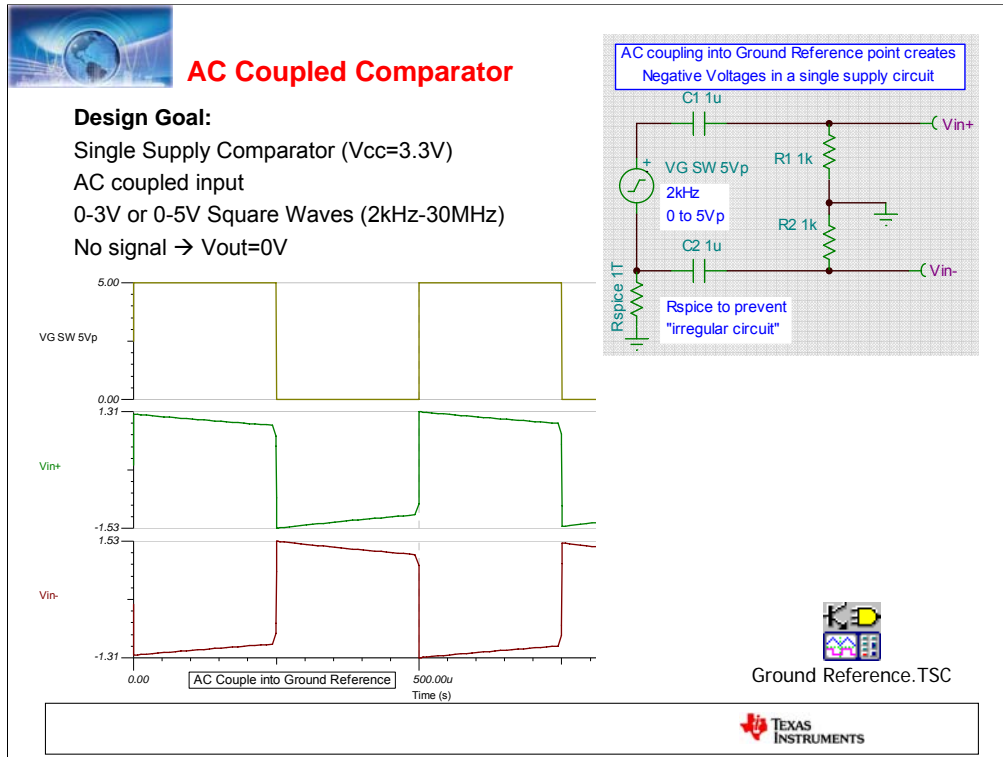 AC Coupled Comparator
Design Goal:
Single Supply Comparator (Vcc=3.3V)
AC coupled input
0-3V or 0-5V Square Waves (2kHz-30MHz)
No signal → Vout=0V
AC coupling into Ground Reference point creates
Negative Voltages in a single supply circuit
C1 1u
Vin+
+
VG SW 5Vp
R1 1k
2kHz
0 to 5Vp
R2 1k
C2 1u
Vin-
Rspice 1T
Rspice to prevent
"irregular circuit"
5.00
VG SW 5Vp
0.00
1.31
Vin+
-1.53
1.53
Vin-
-1.31
0.00
AC Couple into Ground Reference
500.00u
Time (s)
Ground Reference.TSC
TEXAS
INSTRUMENTS